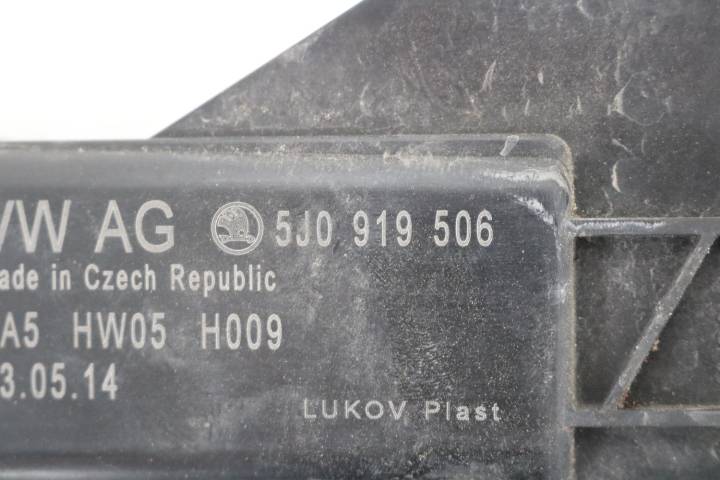 VW AG 5J0 919 506
ade in Czech Republic
A5 HW05 H009
3.05.14
LUKOV Plast